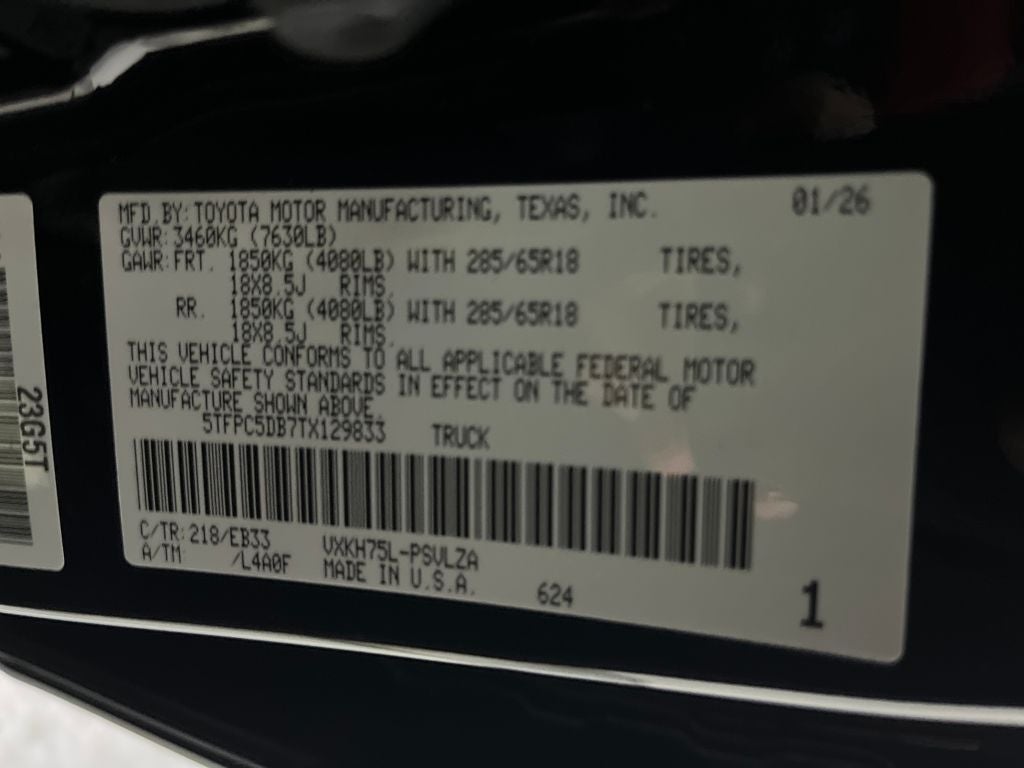 MFD.BY:TOYOTA MOTOR MANUFACTURING, TEXAS, INC. 01/26
GVWR:3460KG (7630LB)
GAWR:FRT. 1850KG (4080LB) WITH 285/65R18 TIRES,
18X8.5J RIMS,
RR. 1850KG (4080LB) WITH 285/65R18 TIRES,
18X8.5J RIMS,
THIS VEHICLE CONFORMS TO ALL APPLICABLE FEDERAL MOTOR
VEHICLE SAFETY STANDARDS IN EFFECT ON THE DATE OF
MANUFACTURE SHOWN ABOVE.
5TFPC5DB7TX129833 TRUCK
C/TR:218/EB33 VXKH75L-PSVLZA
A/TM: /L4A0F MADE IN U.S.A. 624 1
23G5T